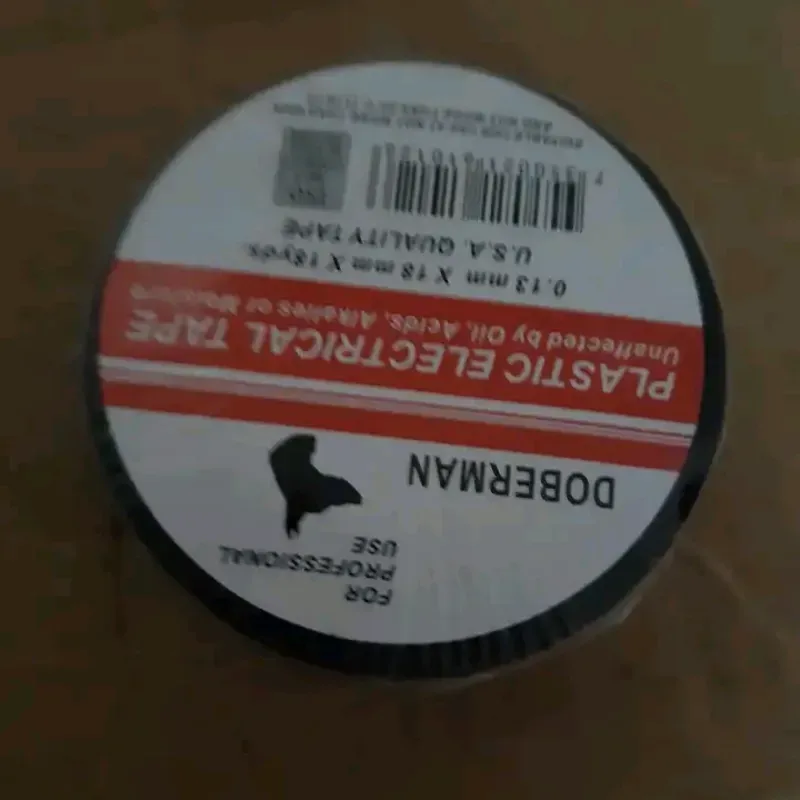 FOR
PROFESSIONAL
USE
DOBERMAN
PLASTIC ELECTRICAL TAPE
Unaffected by Oil, Acids, Alkalies or Moisture
0.13 mm X 18 mm X 18yds.
U.S.A. QUALITY TAPE